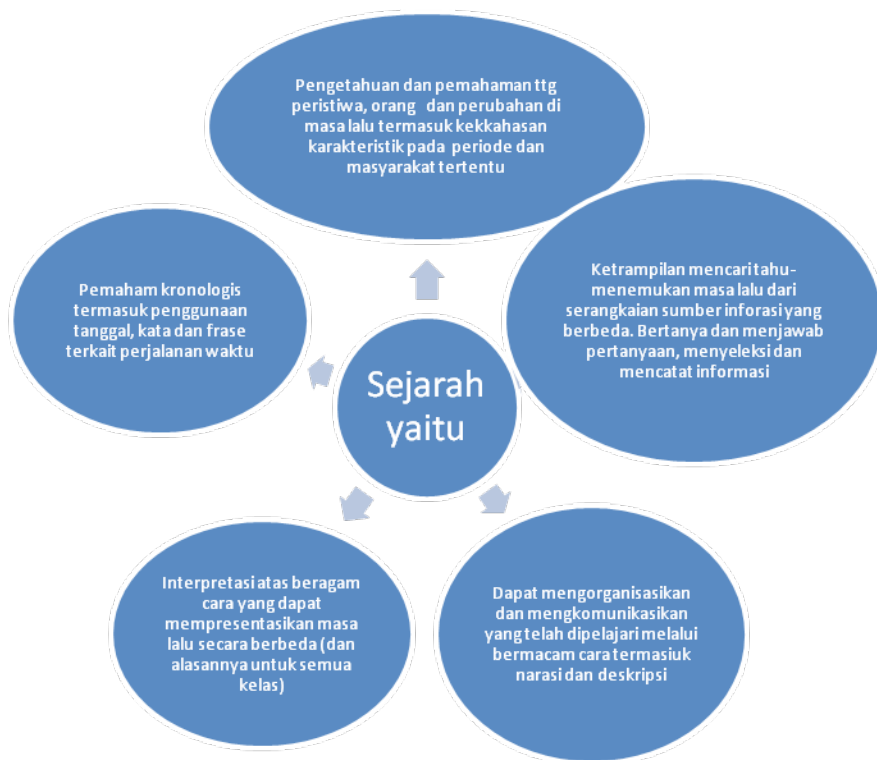 Pengetahuan dan pemahaman ttg
peristiwa, orang dan perubahan di
masa lalu termasuk kekkahasan
karakteristik pada periode dan
masyarakat tertentu
Ketrampilan mencari tahu-
menemukan masa lalu dari
serangkaian sumber inforasi yang
berbeda. Bertanya dan menjawab
pertanyaan, menyeleksi dan
mencatat informasi
Pemaham kronologis
termasuk penggunaan
tanggal, kata dan frase
terkait perjalanan waktu
Sejarah
yaitu
Interpretasi atas beragam
cara yang dapat
mempresentasikan masa
lalu secara berbeda (dan
alasannya untuk semua
kelas)
Dapat mengorganisasikan
dan mengkomunikasikan
yang telah dipelajari melalui
bermacam cara termasiuk
narasi dan deskripsi